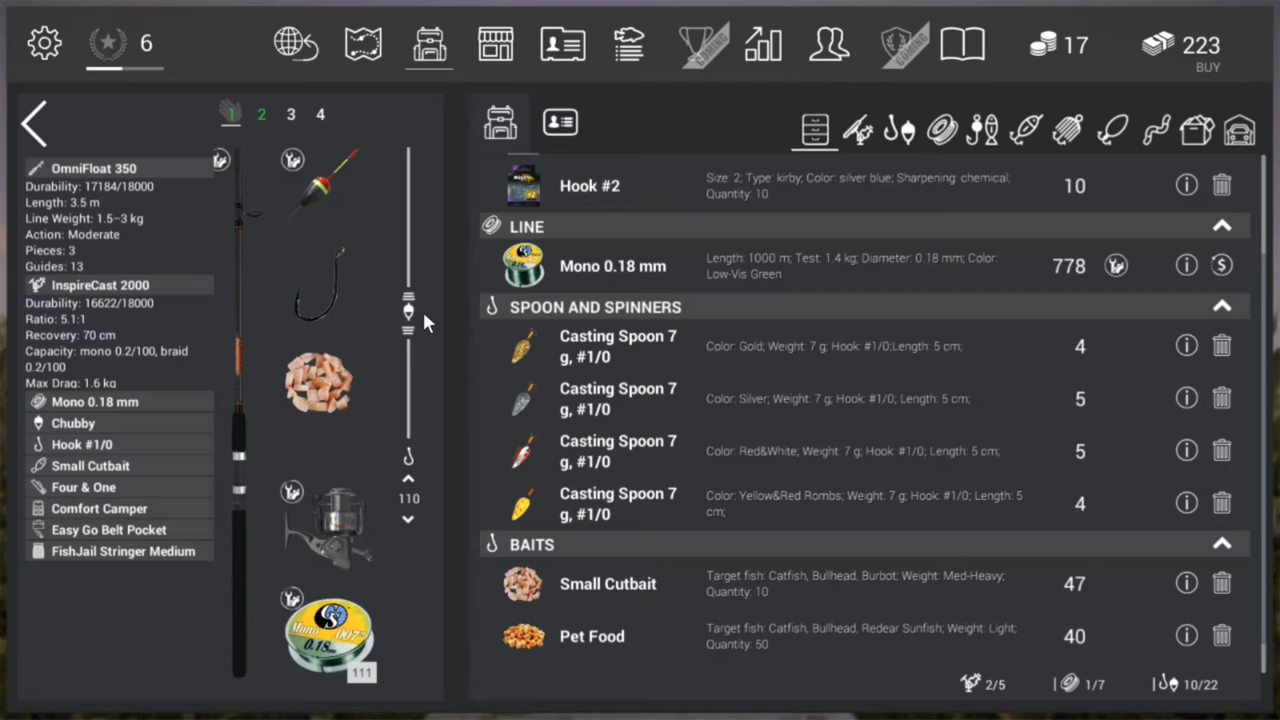 6
17
223
BUY
1 2 3 4
OmniFloat 350
Durability: 17184/18000
Length: 3.5 m
Line Weight: 1.5–3 kg
Action: Moderate
Pieces: 3
Guides: 13
InspireCast 2000
Durability: 16622/18000
Ratio: 5.1:1
Recovery: 70 cm
Capacity: mono 0.2/100, braid
0.2/100
Max Drag: 1.6 kg
Mono 0.18 mm
Chubby
Hook #1/0
Small Cutbait
Four & One
Comfort Camper
Easy Go Belt Pocket
FishJail Stringer Medium
110
Mono .007"
0.18
111
Hook #2
Size: 2; Type: kirby; Color: silver blue; Sharpening: chemical;
Quantity: 10
10
LINE
Mono 0.18 mm
Length: 1000 m; Test: 1.4 kg; Diameter: 0.18 mm; Color:
Low-Vis Green
778
SPOON AND SPINNERS
Casting Spoon 7
g, #1/0
Color: Gold; Weight: 7 g; Hook: #1/0;Length: 5 cm;
4
Casting Spoon 7
g, #1/0
Color: Silver; Weight: 7 g; Hook: #1/0; Length: 5 cm;
5
Casting Spoon 7
g, #1/0
Color: Red&White; Weight: 7 g; Hook: #1/0; Length: 5 cm;
5
Casting Spoon 7
g, #1/0
Color: Yellow&Red Rombs; Weight: 7 g; Hook: #1/0; Length: 5
cm;
4
BAITS
Small Cutbait
Target fish: Catfish, Bullhead, Burbot; Weight: Med-Heavy;
Quantity: 10
47
Pet Food
Target fish: Catfish, Bullhead, Redear Sunfish; Weight: Light;
Quantity: 50
40
2/5
1/7
10/22